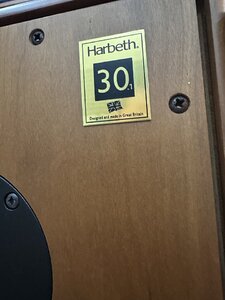 Harbeth.
30.1
Designed and made in Great Britain